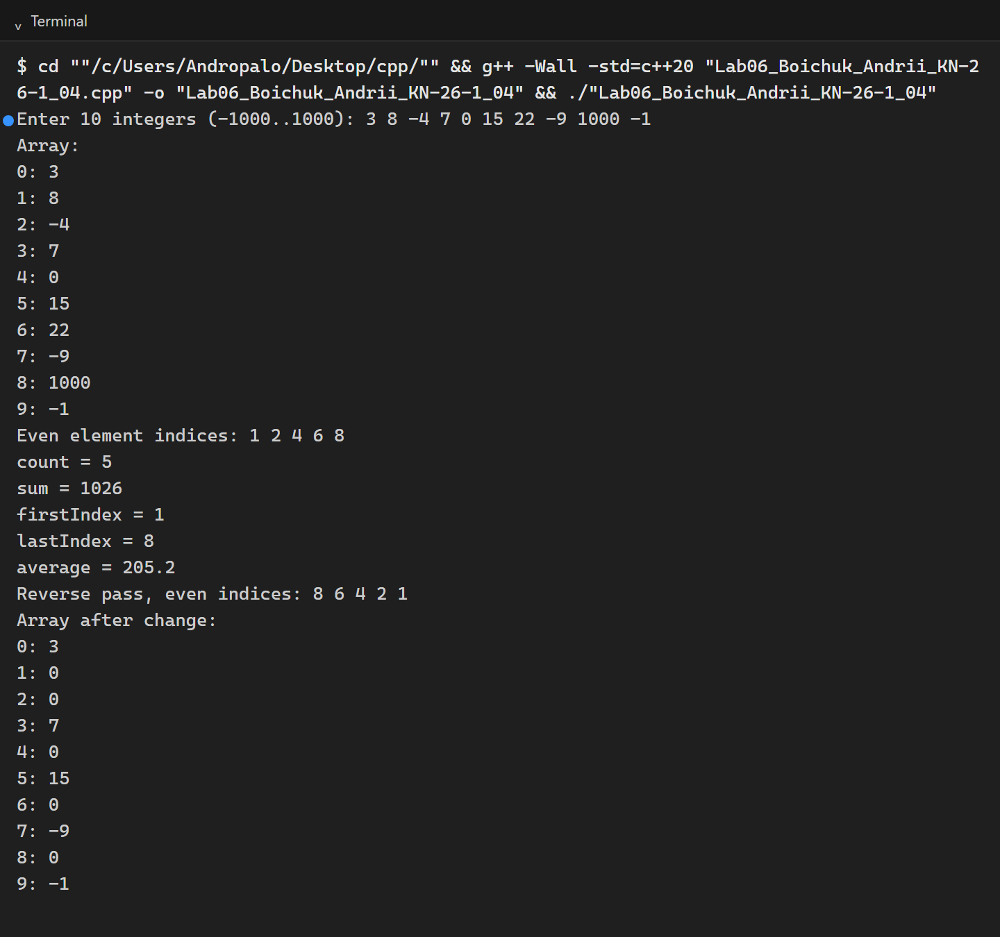 Terminal
$ cd ""/c/Users/Andropalo/Desktop/cpp/"" && g++ -Wall -std=c++20 "Lab06_Boichuk_Andrii_KN-2
6-1_04.cpp" -o "Lab06_Boichuk_Andrii_KN-26-1_04" && ./"Lab06_Boichuk_Andrii_KN-26-1_04"
Enter 10 integers (-1000..1000): 3 8 -4 7 0 15 22 -9 1000 -1
Array:
0: 3
1: 8
2: -4
3: 7
4: 0
5: 15
6: 22
7: -9
8: 1000
9: -1
Even element indices: 1 2 4 6 8
count = 5
sum = 1026
firstIndex = 1
lastIndex = 8
average = 205.2
Reverse pass, even indices: 8 6 4 2 1
Array after change:
0: 3
1: 0
2: 0
3: 7
4: 0
5: 15
6: 0
7: -9
8: 0
9: -1